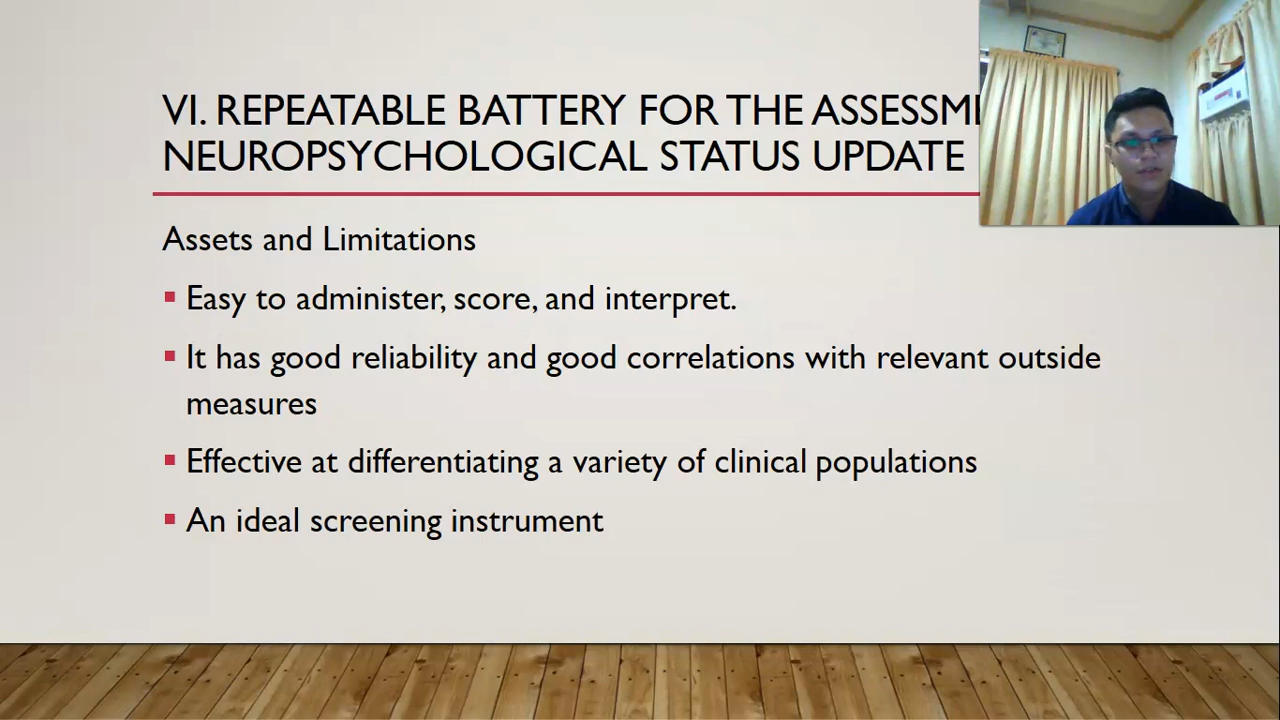 VI. REPEATABLE BATTERY FOR THE
NEUROPSYCHOLOGICAL STATUS UPDATE
Assets and Limitations
▪ Easy to administer, score, and interpret.
▪ It has good reliability and good correlations with relevant outside
measures
▪ Effective at differentiating a variety of clinical populations
▪ An ideal screening instrument